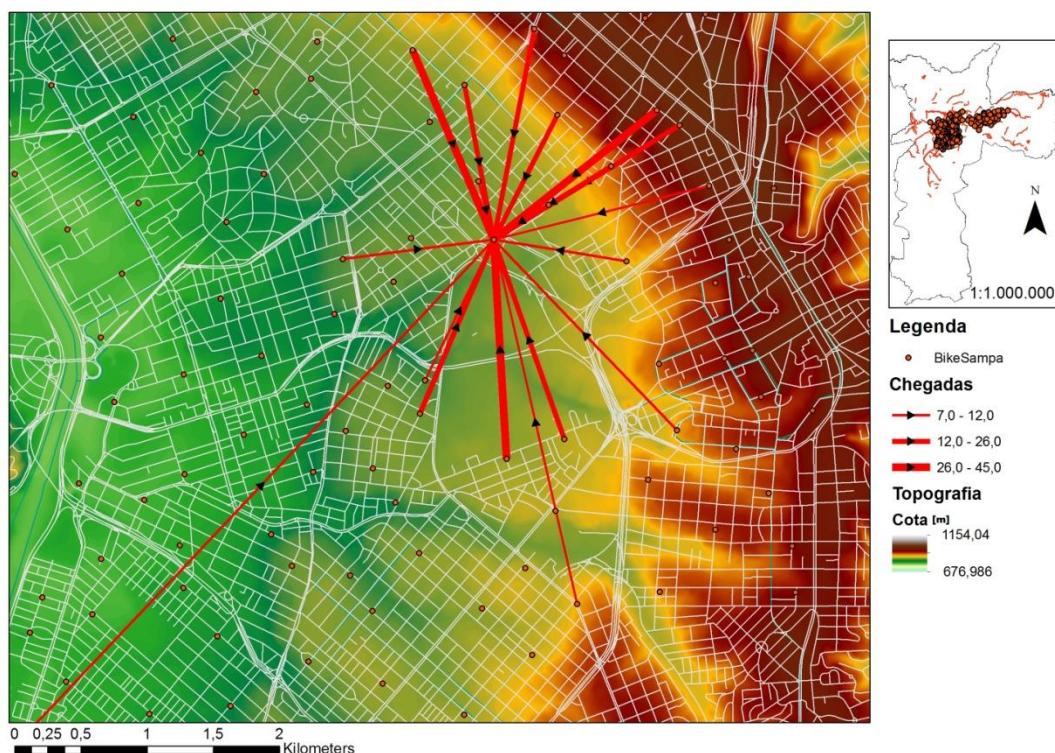 N
1:1.000.000
Legenda
BikeSampa
Chegadas
7,0 - 12,0
12,0 - 26,0
26,0 - 45,0
Topografia
Cota [m]
1154,04
676,986
0 0,25 0,5 1 1,5 2
Kilometers